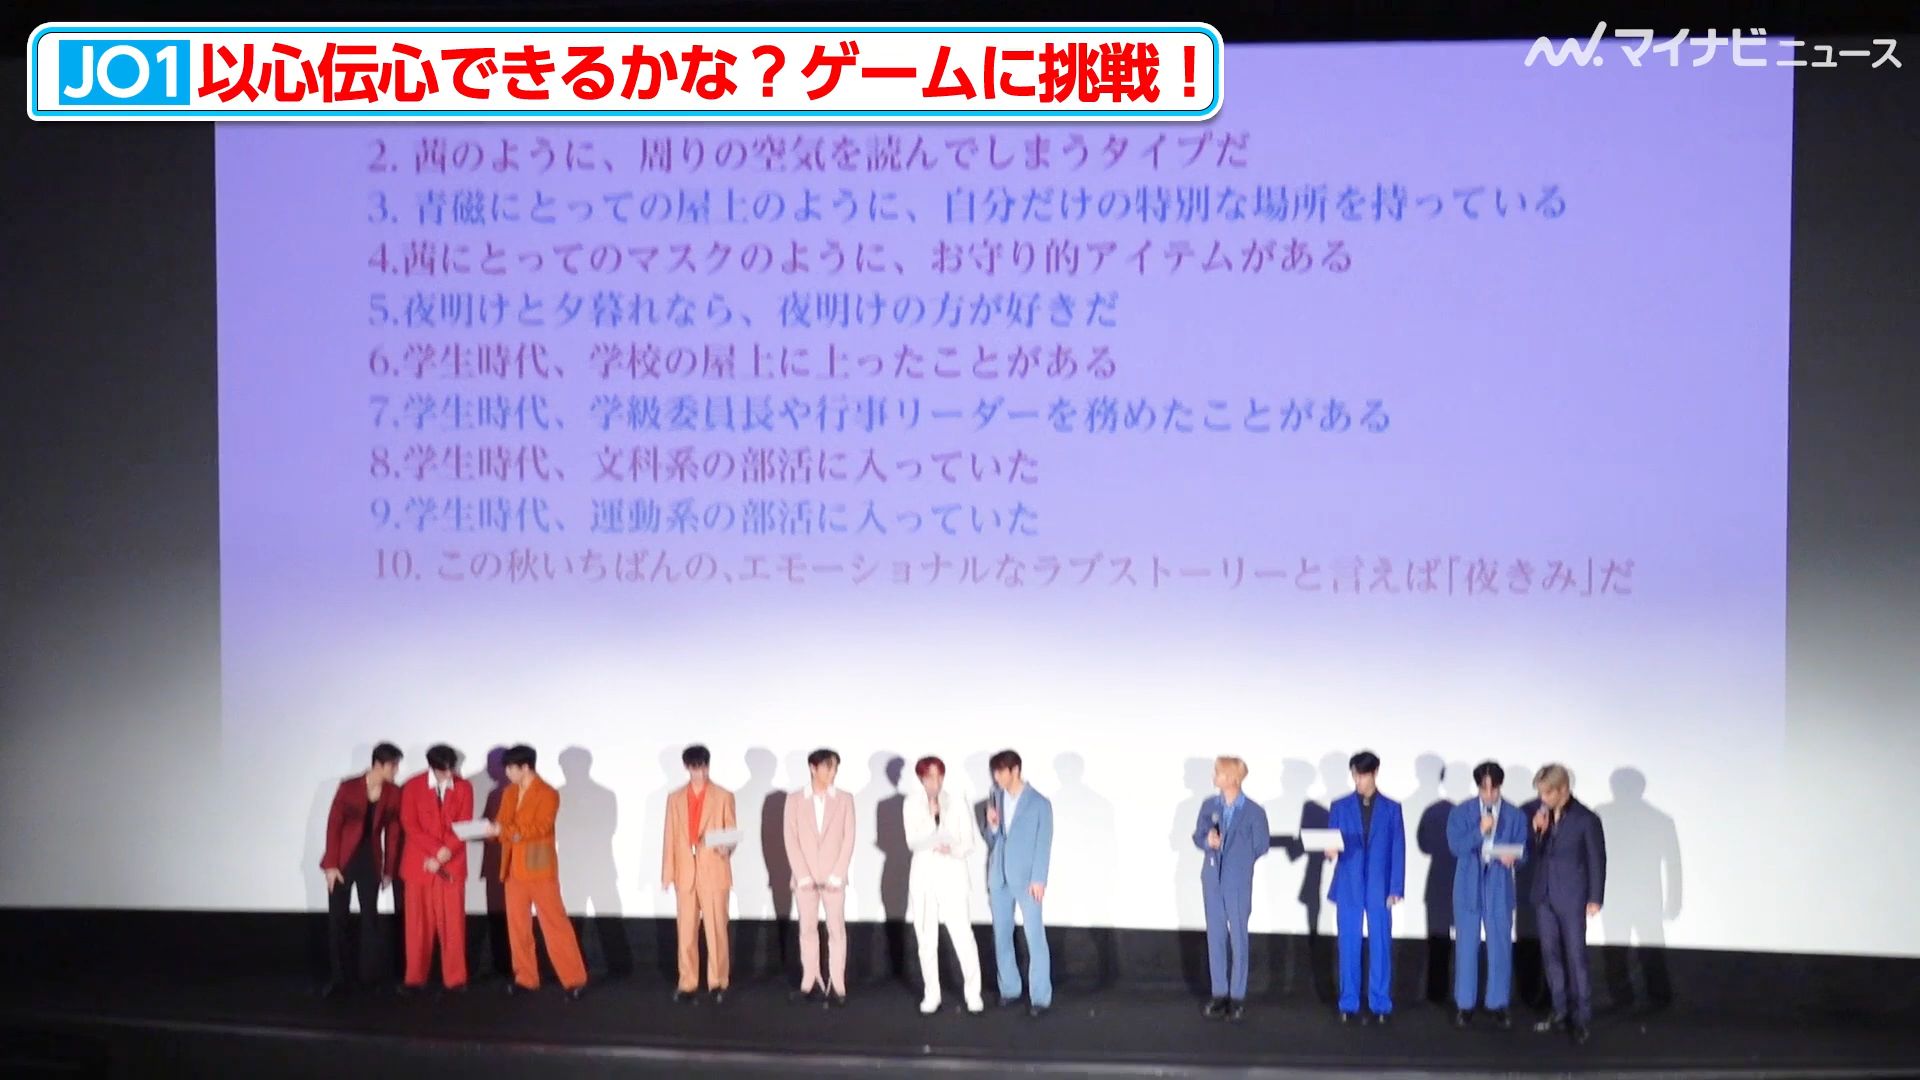 JO1 以心伝心できるかな？ゲームに挑戦！
マイナビニュース
2. 茜のように、周りの空気を読んでしまうタイプだ
3. 青磁にとっての屋上のように、自分だけの特別な場所を持っている
4.茜にとってのマスクのように、お守り的アイテムがある
5.夜明けと夕暮れなら、夜明けの方が好きだ
6.学生時代、学校の屋上に上ったことがある
7.学生時代、学級委員長や行事リーダーを務めたことがある
8.学生時代、文科系の部活に入っていた
9.学生時代、運動系の部活に入っていた
10. この秋いちばんの、エモーショナルなラブストーリーと言えば「夜きみ」だ